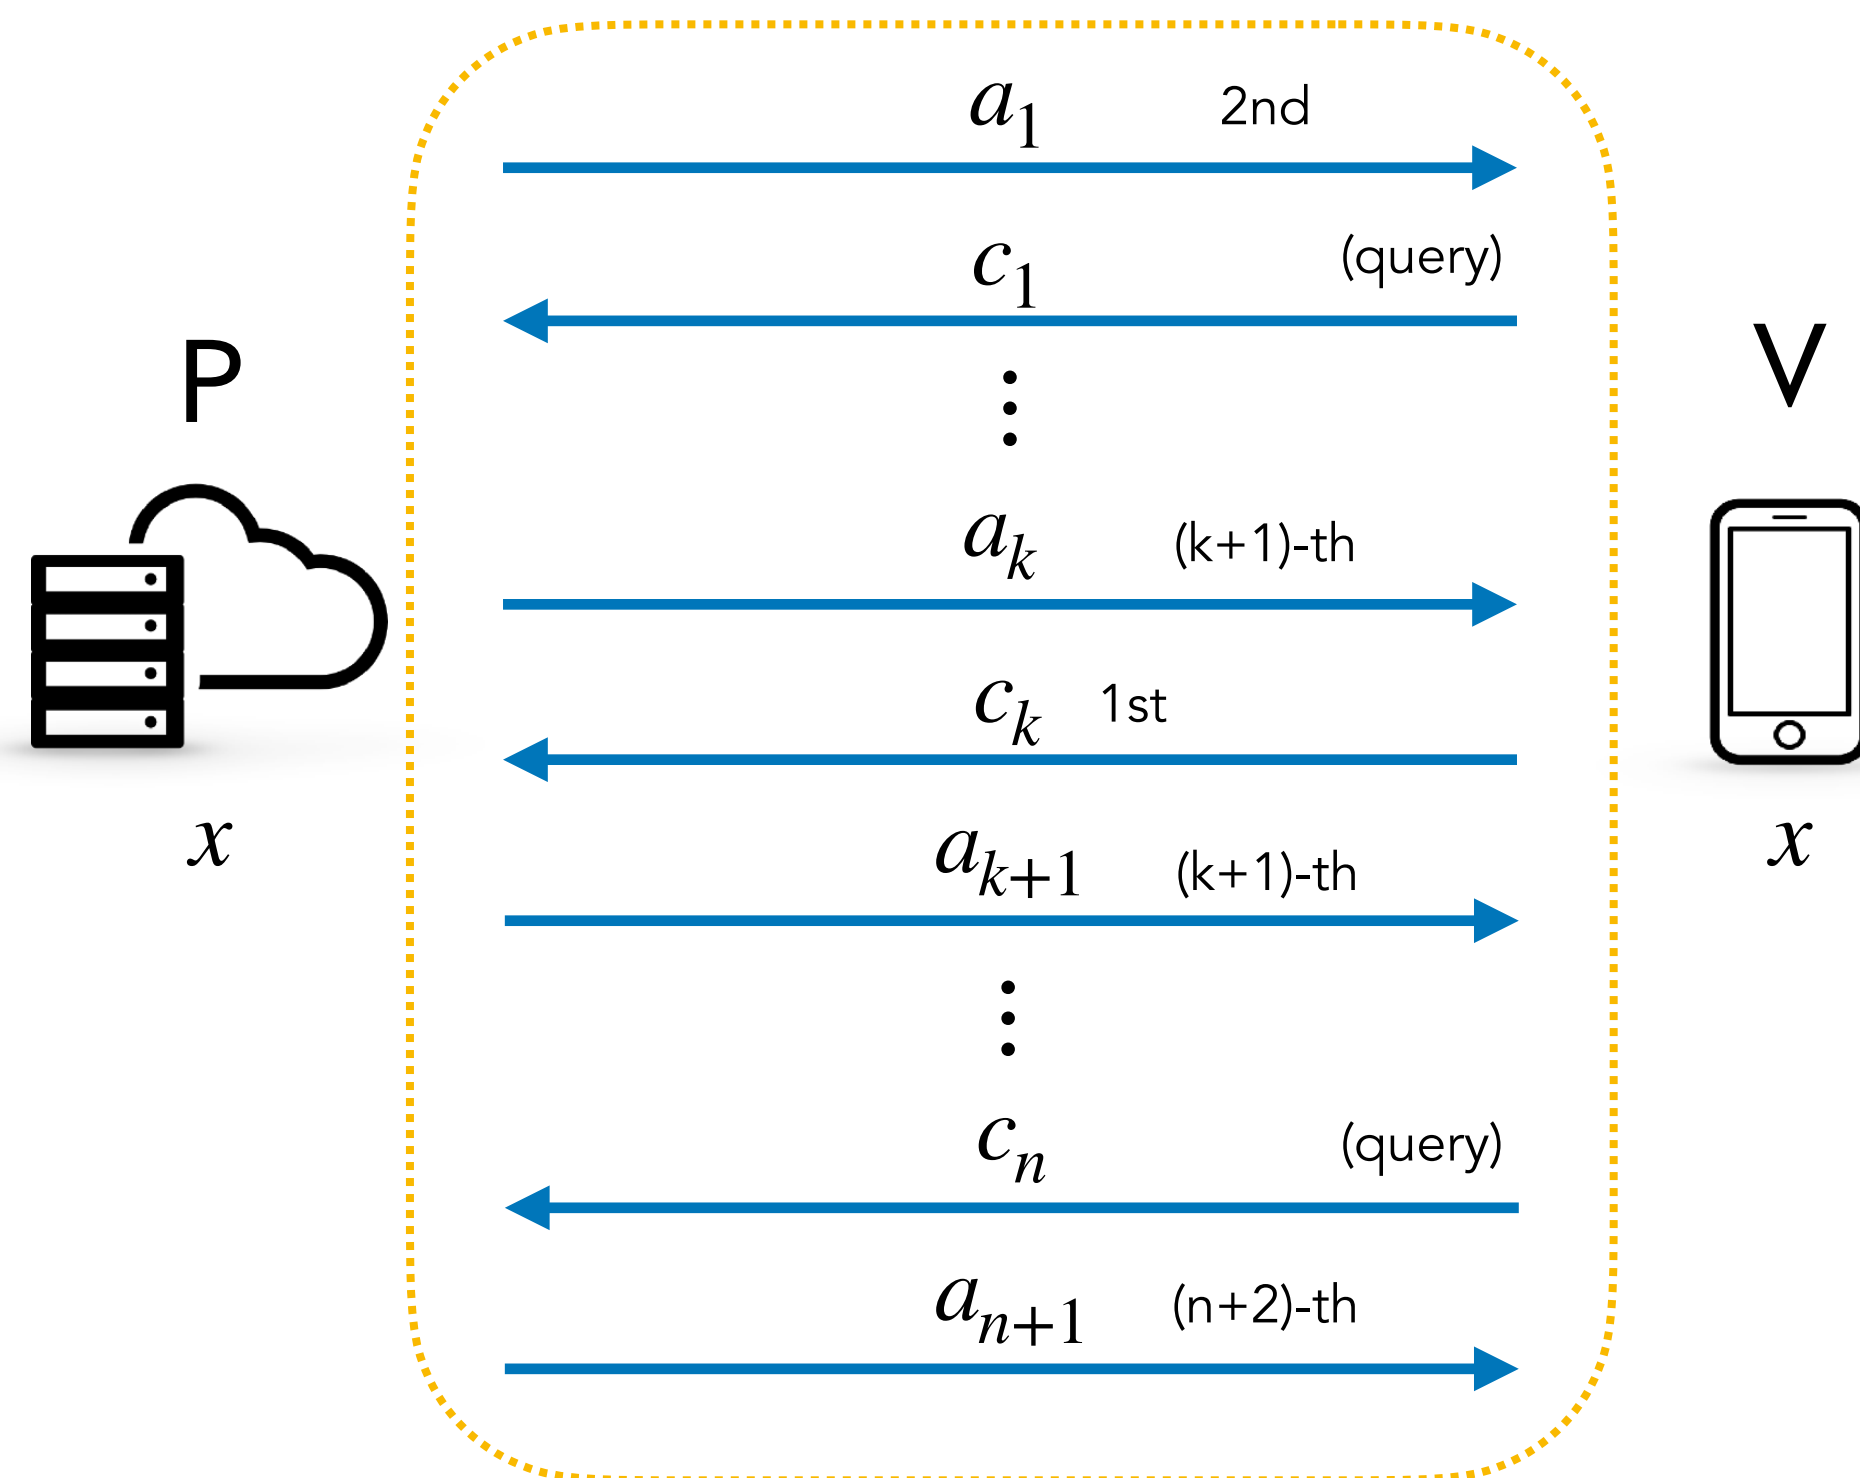 a₁ 2nd
c₁ (query)
P
V
⋮
aₖ (k+1)-th
cₖ 1st
x
x
aₖ₊₁ (k+1)-th
⋮
cₙ (query)
aₙ₊₁ (n+2)-th